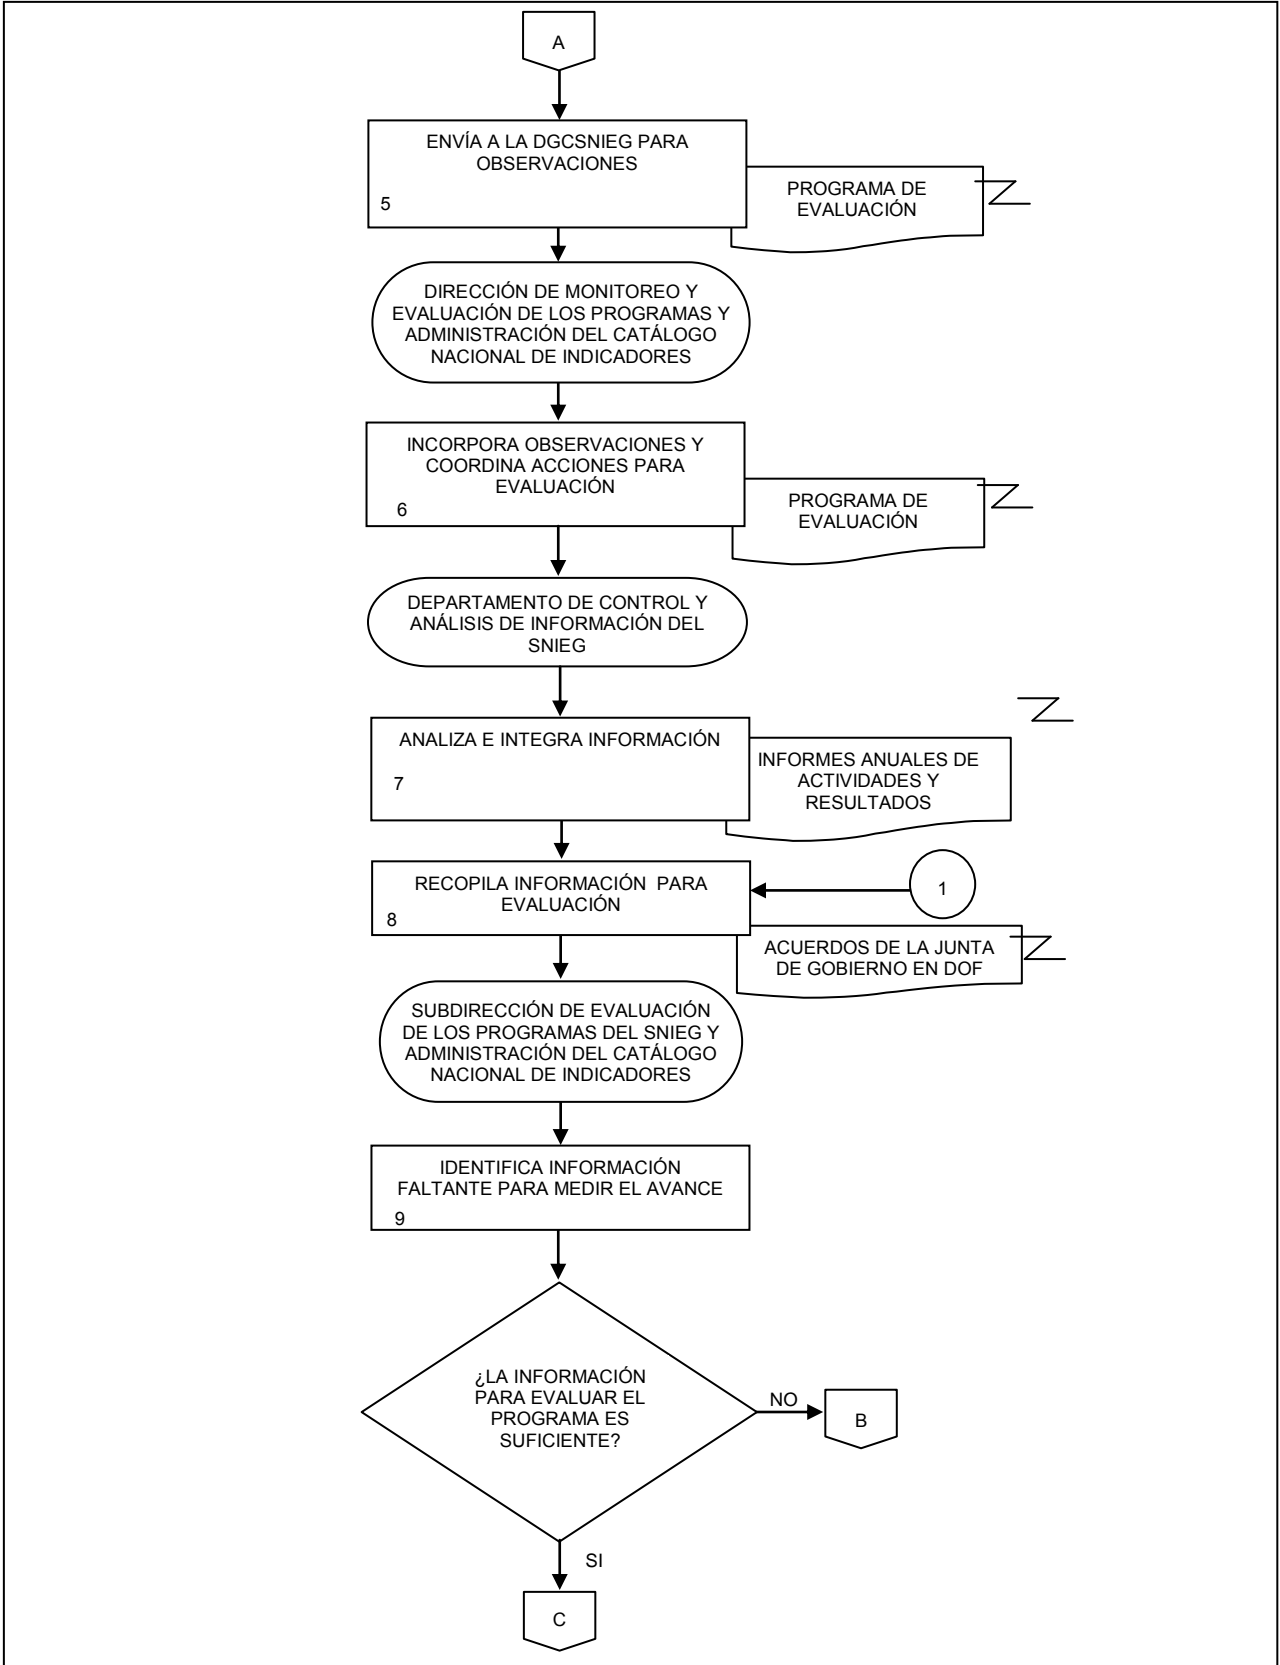 A
ENVÍA A LA DGCSNIEG PARA
OBSERVACIONES
5
PROGRAMA DE
EVALUACIÓN
DIRECCIÓN DE MONITOREO Y
EVALUACIÓN DE LOS PROGRAMAS Y
ADMINISTRACIÓN DEL CATÁLOGO
NACIONAL DE INDICADORES
INCORPORA OBSERVACIONES Y
COORDINA ACCIONES PARA
EVALUACIÓN
6
PROGRAMA DE
EVALUACIÓN
DEPARTAMENTO DE CONTROL Y
ANÁLISIS DE INFORMACIÓN DEL
SNIEG
ANALIZA E INTEGRA INFORMACIÓN
7
INFORMES ANUALES DE
ACTIVIDADES Y
RESULTADOS
RECOPILA INFORMACIÓN PARA
EVALUACIÓN
8
1
ACUERDOS DE LA JUNTA
DE GOBIERNO EN DOF
SUBDIRECCIÓN DE EVALUACIÓN
DE LOS PROGRAMAS DEL SNIEG Y
ADMINISTRACIÓN DEL CATÁLOGO
NACIONAL DE INDICADORES
IDENTIFICA INFORMACIÓN
FALTANTE PARA MEDIR EL AVANCE
9
¿LA INFORMACIÓN
PARA EVALUAR EL
PROGRAMA ES
SUFICIENTE?
NO
B
SI
C